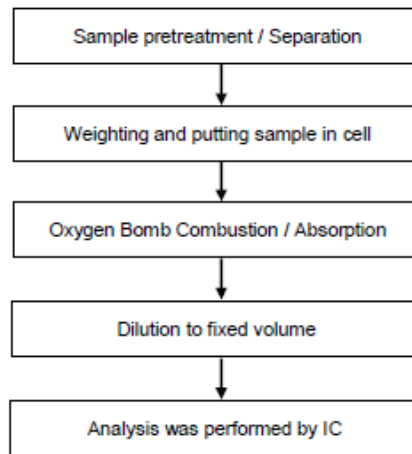 Sample pretreatment / Separation
Weighting and putting sample in cell
Oxygen Bomb Combustion / Absorption
Dilution to fixed volume
Analysis was performed by IC